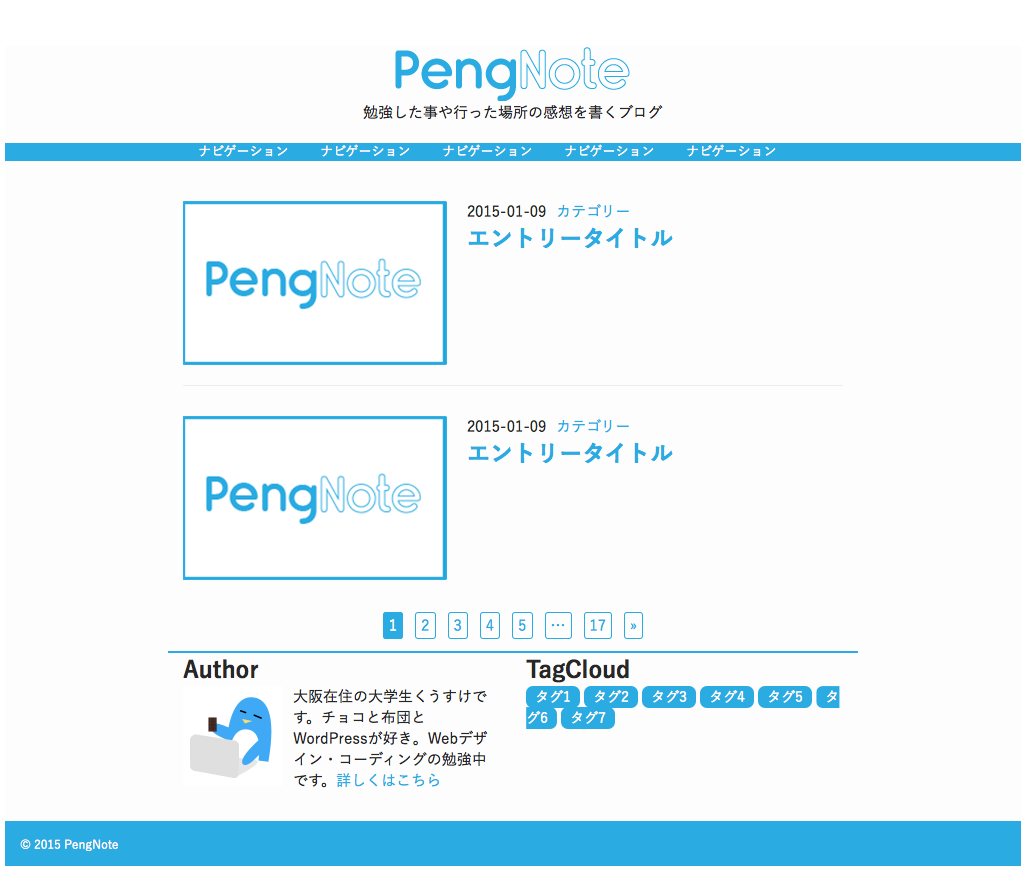 PengNote
勉強した事や行った場所の感想を書くブログ
ナビゲーション ナビゲーション ナビゲーション ナビゲーション ナビゲーション
PengNote
2015-01-09 カテゴリー
エントリータイトル
PengNote
2015-01-09 カテゴリー
エントリータイトル
1 2 3 4 5 … 17 »
Author
大阪在住の大学生くうすけで
す。チョコと布団と
WordPressが好き。Webデザ
イン・コーディングの勉強中
です。詳しくはこちら
TagCloud
タグ1 タグ2 タグ3 タグ4 タグ5 タ
グ6 タグ7
© 2015 PengNote